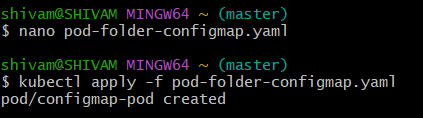 shivam@SHIVAM MINGW64 ~ (master)
$ nano pod-folder-configmap.yaml
shivam@SHIVAM MINGW64 ~ (master)
$ kubectl apply -f pod-folder-configmap.yaml
pod/configmap-pod created